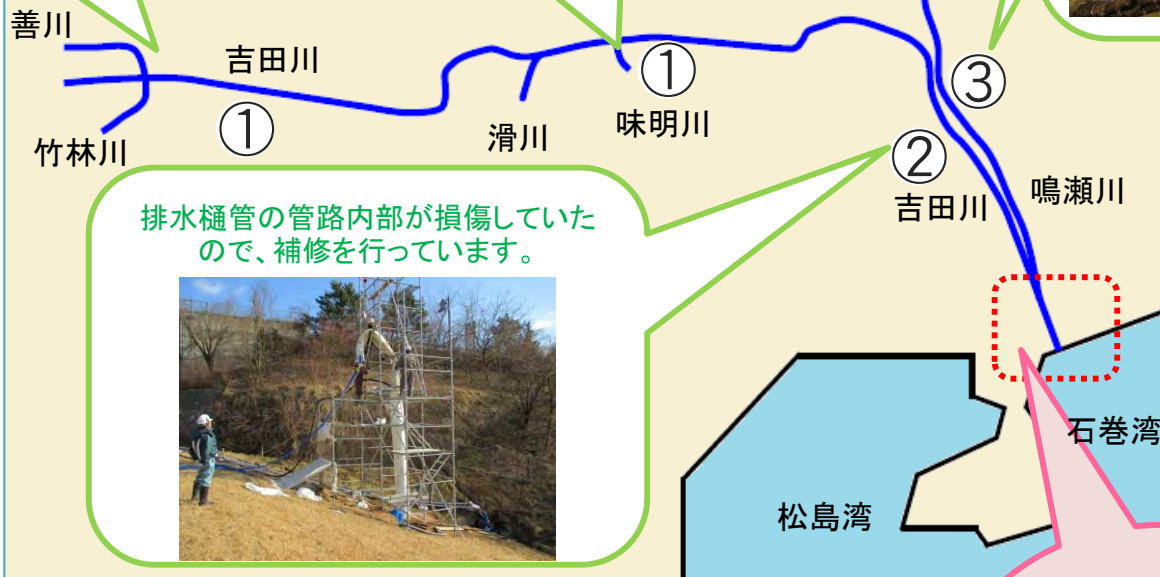 善川
吉田川
①
竹林川
滑川
①
味明川
③
②
吉田川
鳴瀬川
排水樋管の管路内部が損傷していた
ので、補修を行っています。
石巻湾
松島湾